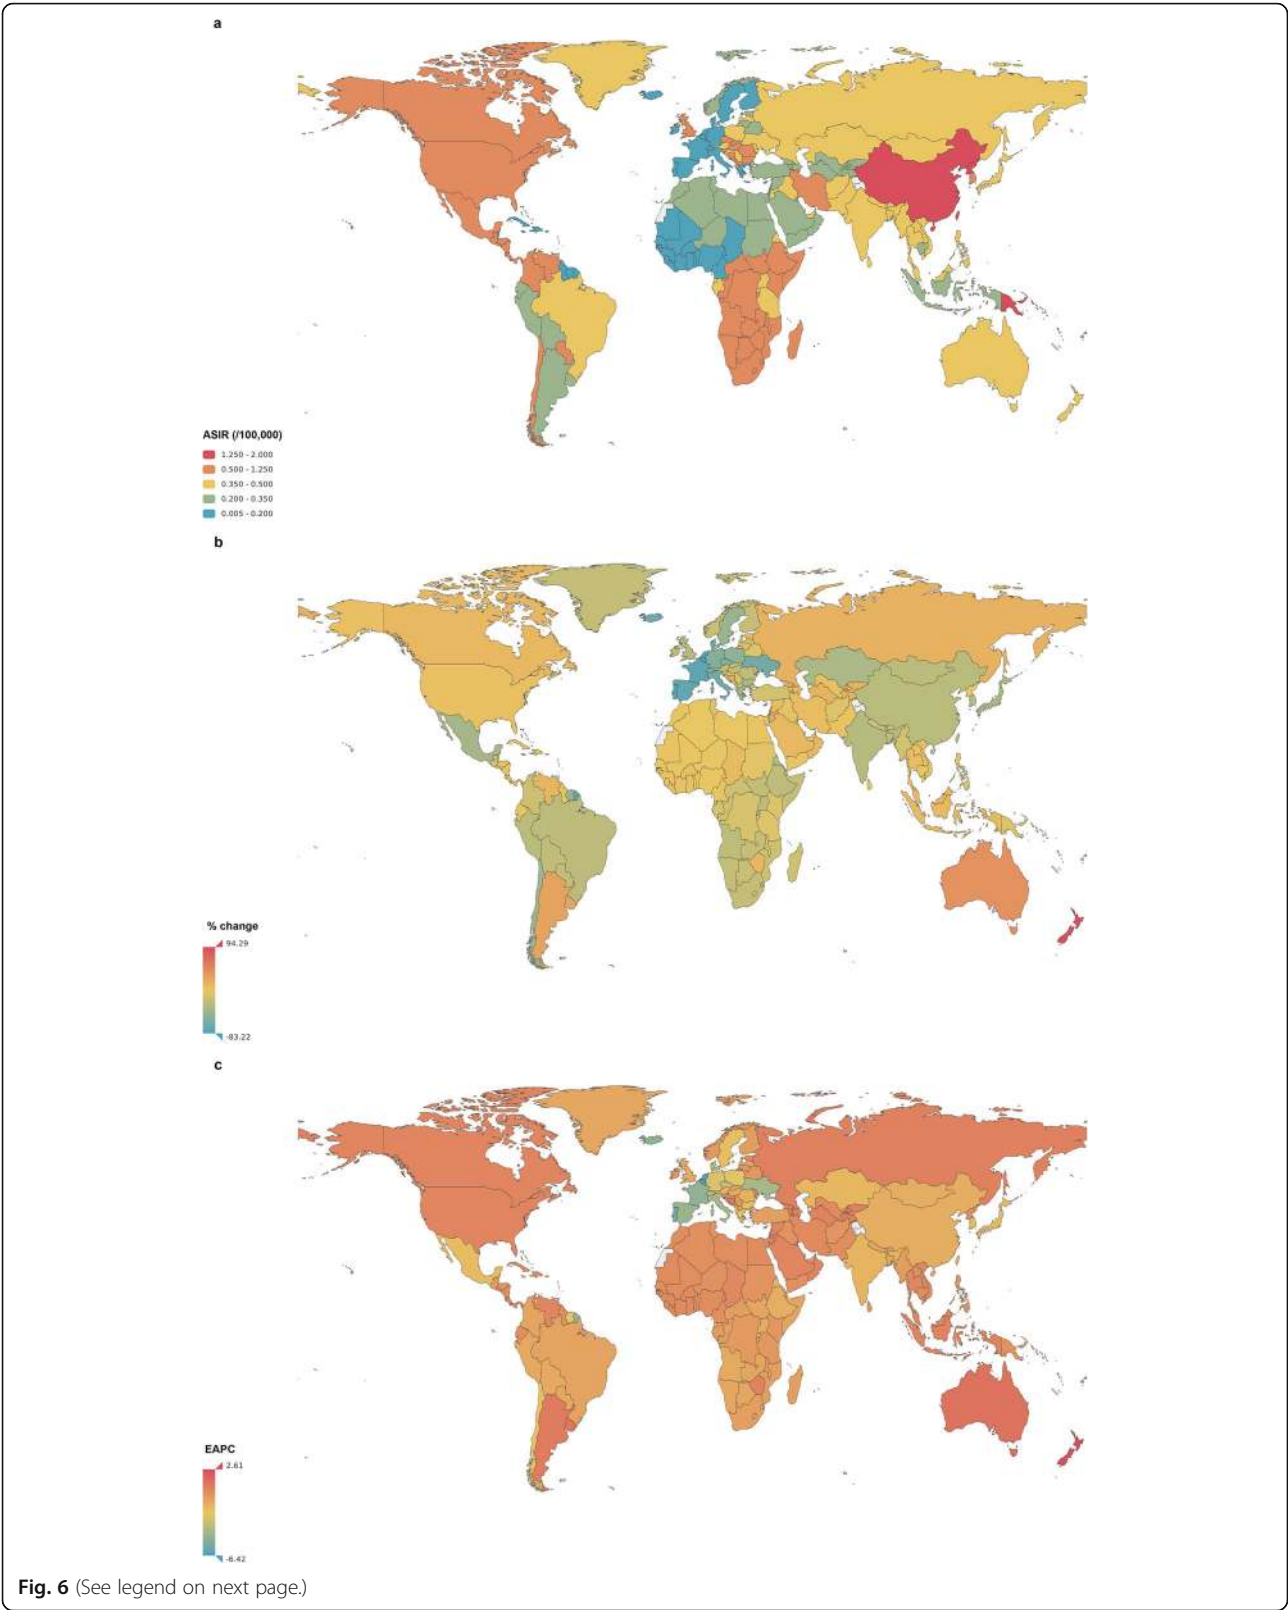 a
ASIR (/100,000)
1.250 - 2.000
0.500 - 1.250
0.350 - 0.500
0.200 - 0.350
0.005 - 0.200
b
% change
94.29
-83.22
c
EAPC
2.61
-6.42
Fig. 6 (See legend on next page.)